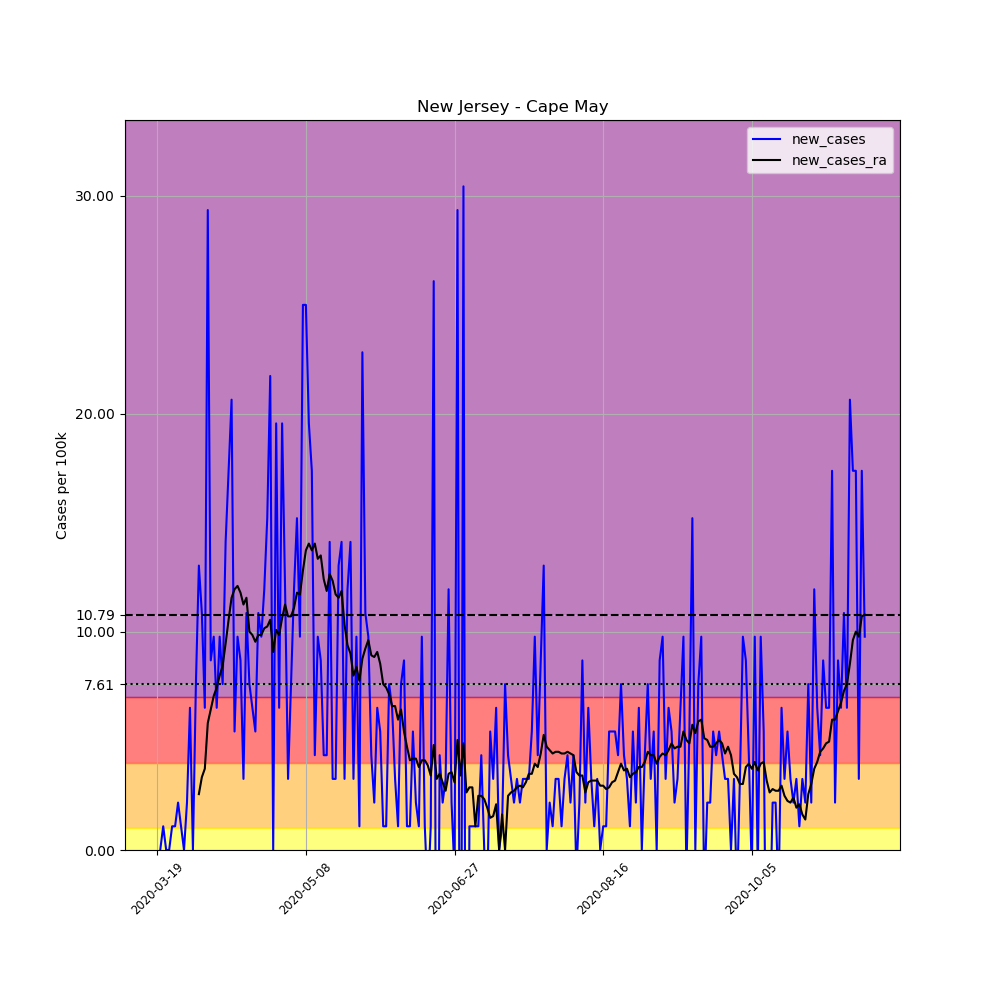 New Jersey - Cape May
new_cases
new_cases_ra
Cases per 100k
30.00
20.00
10.79
10.00
7.61
0.00
2020-03-19
2020-05-08
2020-06-27
2020-08-16
2020-10-05